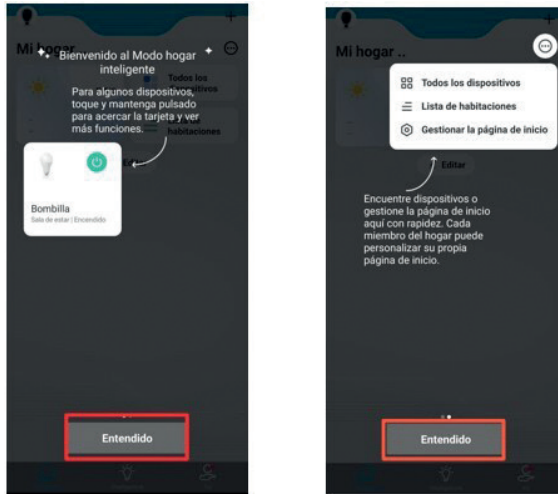 Mi hogar ..
Bienvenido al Modo hogar
inteligente
Todos los
dispositivos
Para algunos dispositivos,
toque y mantenga pulsado
para acercar la tarjeta y ver
más funciones.
Lista de
habitaciones
Editar
Bombilla
Sala de estar | Encendido
Entendido
Mi hogar ..
Todos los dispositivos
Lista de habitaciones
Gestionar la página de inicio
Editar
Encuentre dispositivos o
gestione la página de inicio
aquí con rapidez. Cada
miembro del hogar puede
personalizar su propia
página de inicio.
Entendido